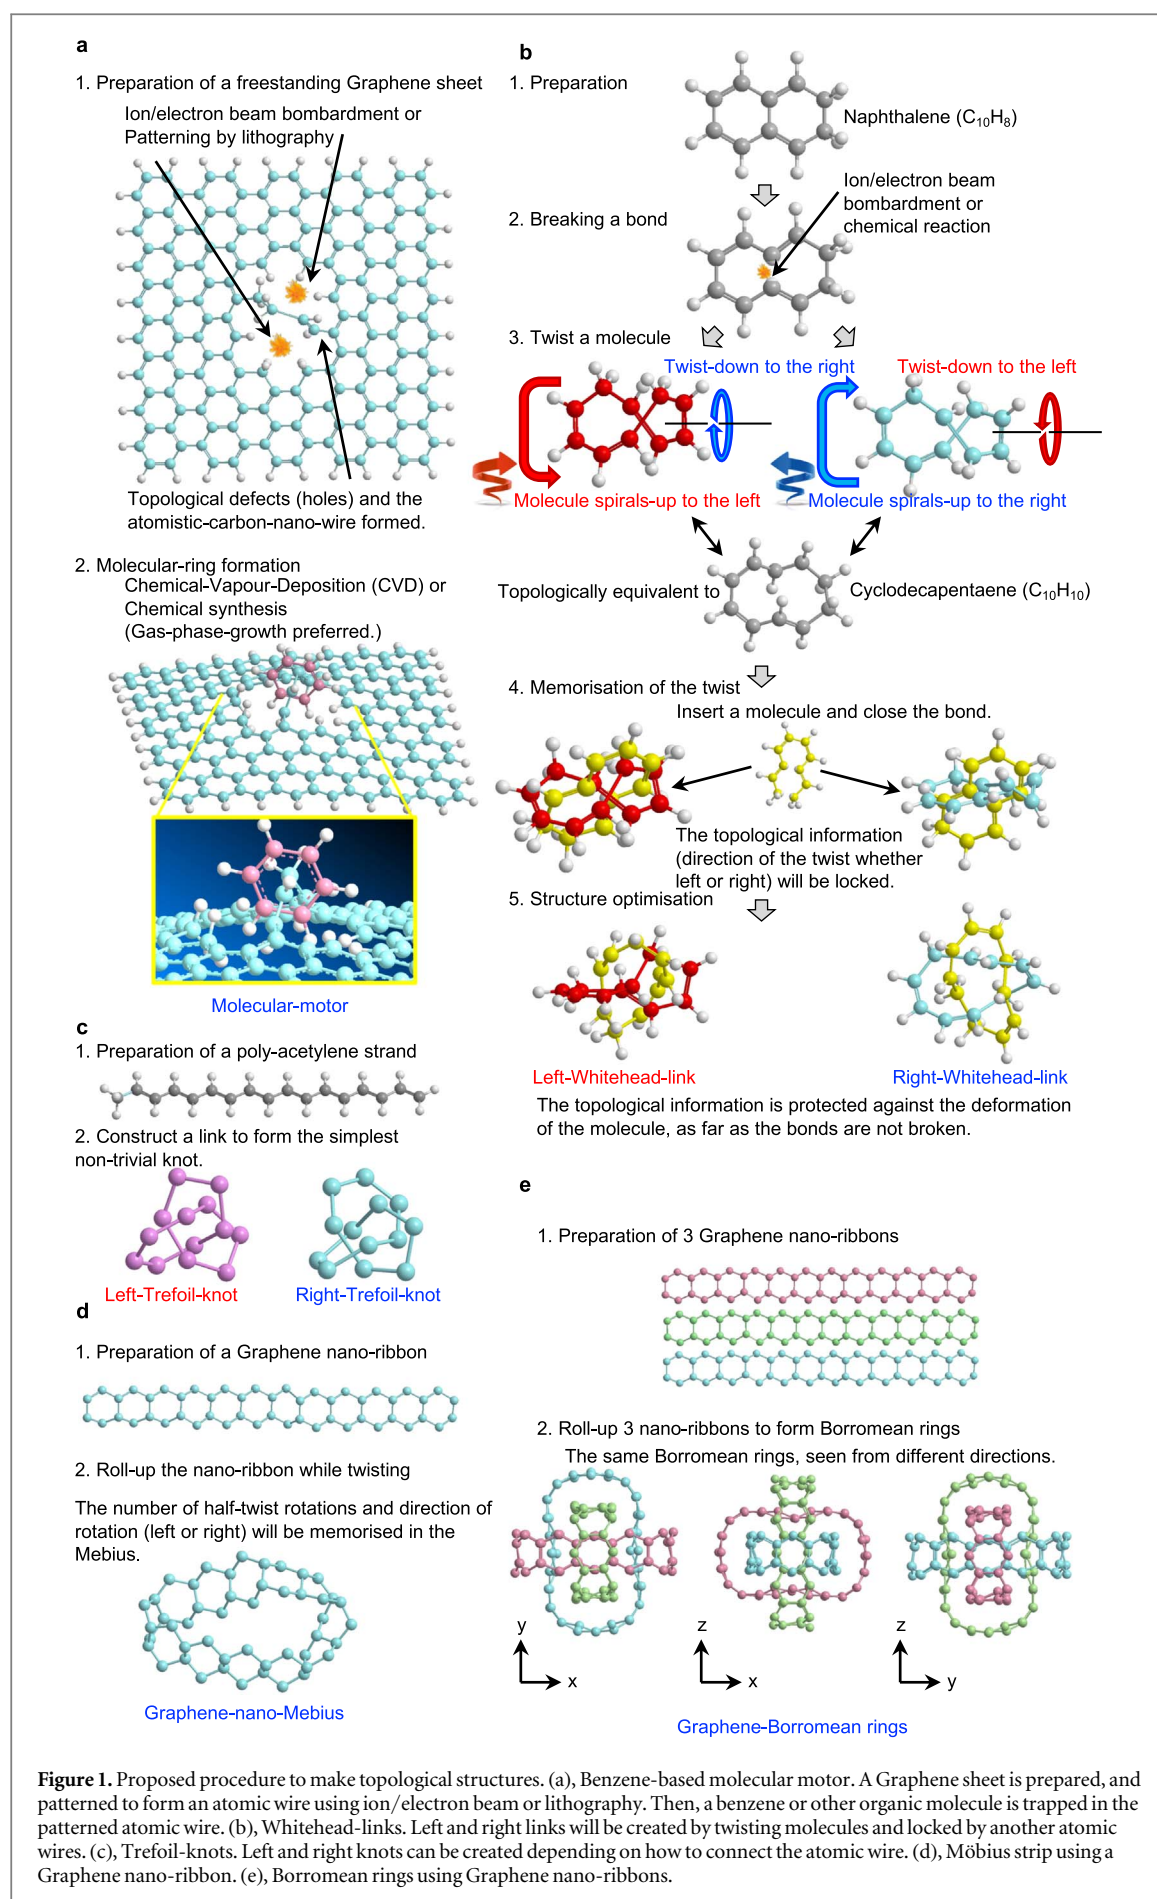 a
1. Preparation of a freestanding Graphene sheet
Ion/electron beam bombardment or
Patterning by lithography
Topological defects (holes) and the
atomistic-carbon-nano-wire formed.
2. Molecular-ring formation
Chemical-Vapour-Deposition (CVD) or
Chemical synthesis
(Gas-phase-growth preferred.)
Molecular-motor
b
1. Preparation
Naphthalene (C₁₀H₈)
Ion/electron beam
bombardment or
chemical reaction
2. Breaking a bond
3. Twist a molecule
Twist-down to the right
Twist-down to the left
Molecule spirals-up to the left
Molecule spirals-up to the right
Topologically equivalent to
Cyclodecapentaene (C₁₀H₁₀)
4. Memorisation of the twist
Insert a molecule and close the bond.
The topological information
(direction of the twist whether
left or right) will be locked.
5. Structure optimisation
Left-Whitehead-link
Right-Whitehead-link
The topological information is protected against the deformation
of the molecule, as far as the bonds are not broken.
c
1. Preparation of a poly-acetylene strand
2. Construct a link to form the simplest
non-trivial knot.
Left-Trefoil-knot
Right-Trefoil-knot
d
1. Preparation of a Graphene nano-ribbon
2. Roll-up the nano-ribbon while twisting
The number of half-twist rotations and direction of
rotation (left or right) will be memorised in the
Mebius.
Graphene-nano-Mebius
e
1. Preparation of 3 Graphene nano-ribbons
2. Roll-up 3 nano-ribbons to form Borromean rings
The same Borromean rings, seen from different directions.
y
x
z
x
z
y
Graphene-Borromean rings
Figure 1. Proposed procedure to make topological structures. (a), Benzene-based molecular motor. A Graphene sheet is prepared, and
patterned to form an atomic wire using ion/electron beam or lithography. Then, a benzene or other organic molecule is trapped in the
patterned atomic wire. (b), Whitehead-links. Left and right links will be created by twisting molecules and locked by another atomic
wires. (c), Trefoil-knots. Left and right knots can be created depending on how to connect the atomic wire. (d), Möbius strip using a
Graphene nano-ribbon. (e), Borromean rings using Graphene nano-ribbons.